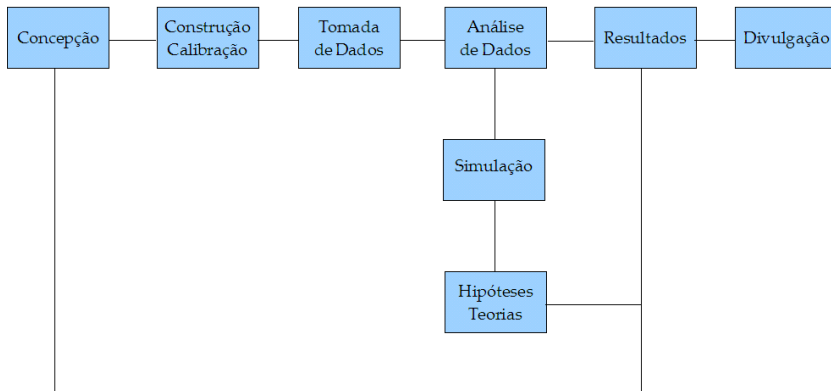 Concepção
Construção
Calibração
Tomada
de Dados
Análise
de Dados
Resultados
Divulgação
Simulação
Hipóteses
Teorias